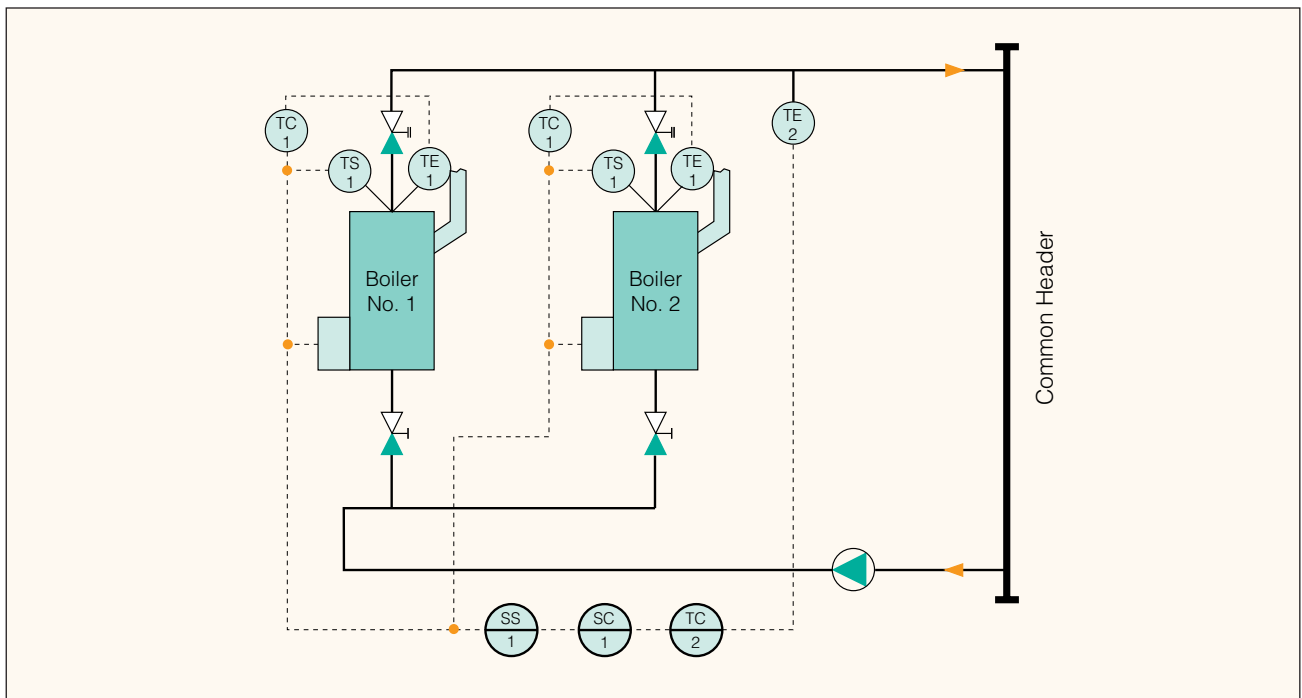 TC
1
TS
1
TE
1
TC
1
TS
1
TE
1
TE
2
Boiler
No. 1
Boiler
No. 2
Common Header
SS
1
SC
1
TC
2